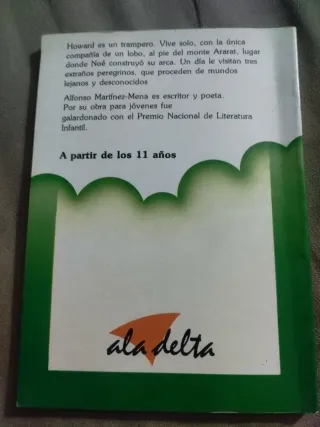 Howard es un trampero. Vive solo, con la única
compañía de un lobo, al pie del monte Ararat, lugar
donde Noé construyó su arca. Un día le visitan tres
extraños peregrinos, que proceden de mundos
lejanos y desconocidos
Alfonso Martínez-Mena es escritor y poeta.
Por su obra para jóvenes fue
galardonado con el Premio Nacional de Literatura
Infantil.
A partir de los 11 años
ala delta